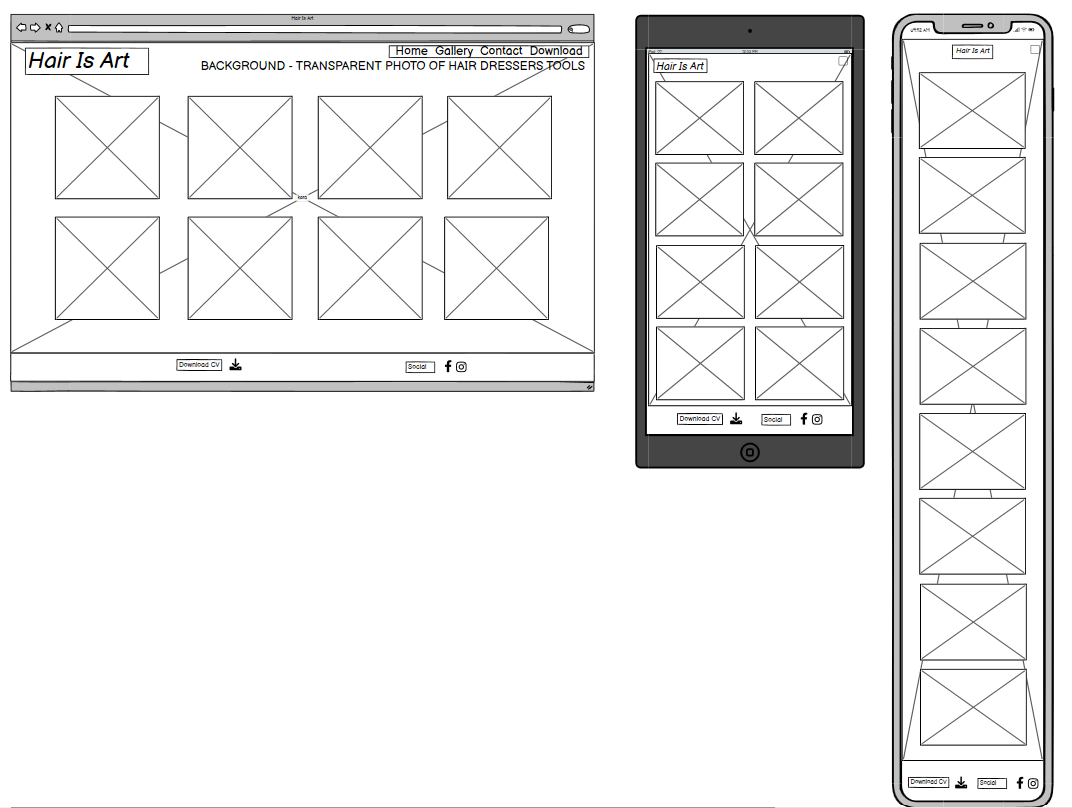 Hair Is Art
Hair Is Art
Home Gallery Contact Download
BACKGROUND - TRANSPARENT PHOTO OF HAIR DRESSERS TOOLS
Download CV
Social
Hair Is Art
Download CV
Social
Hair Is Art
Download CV
Social